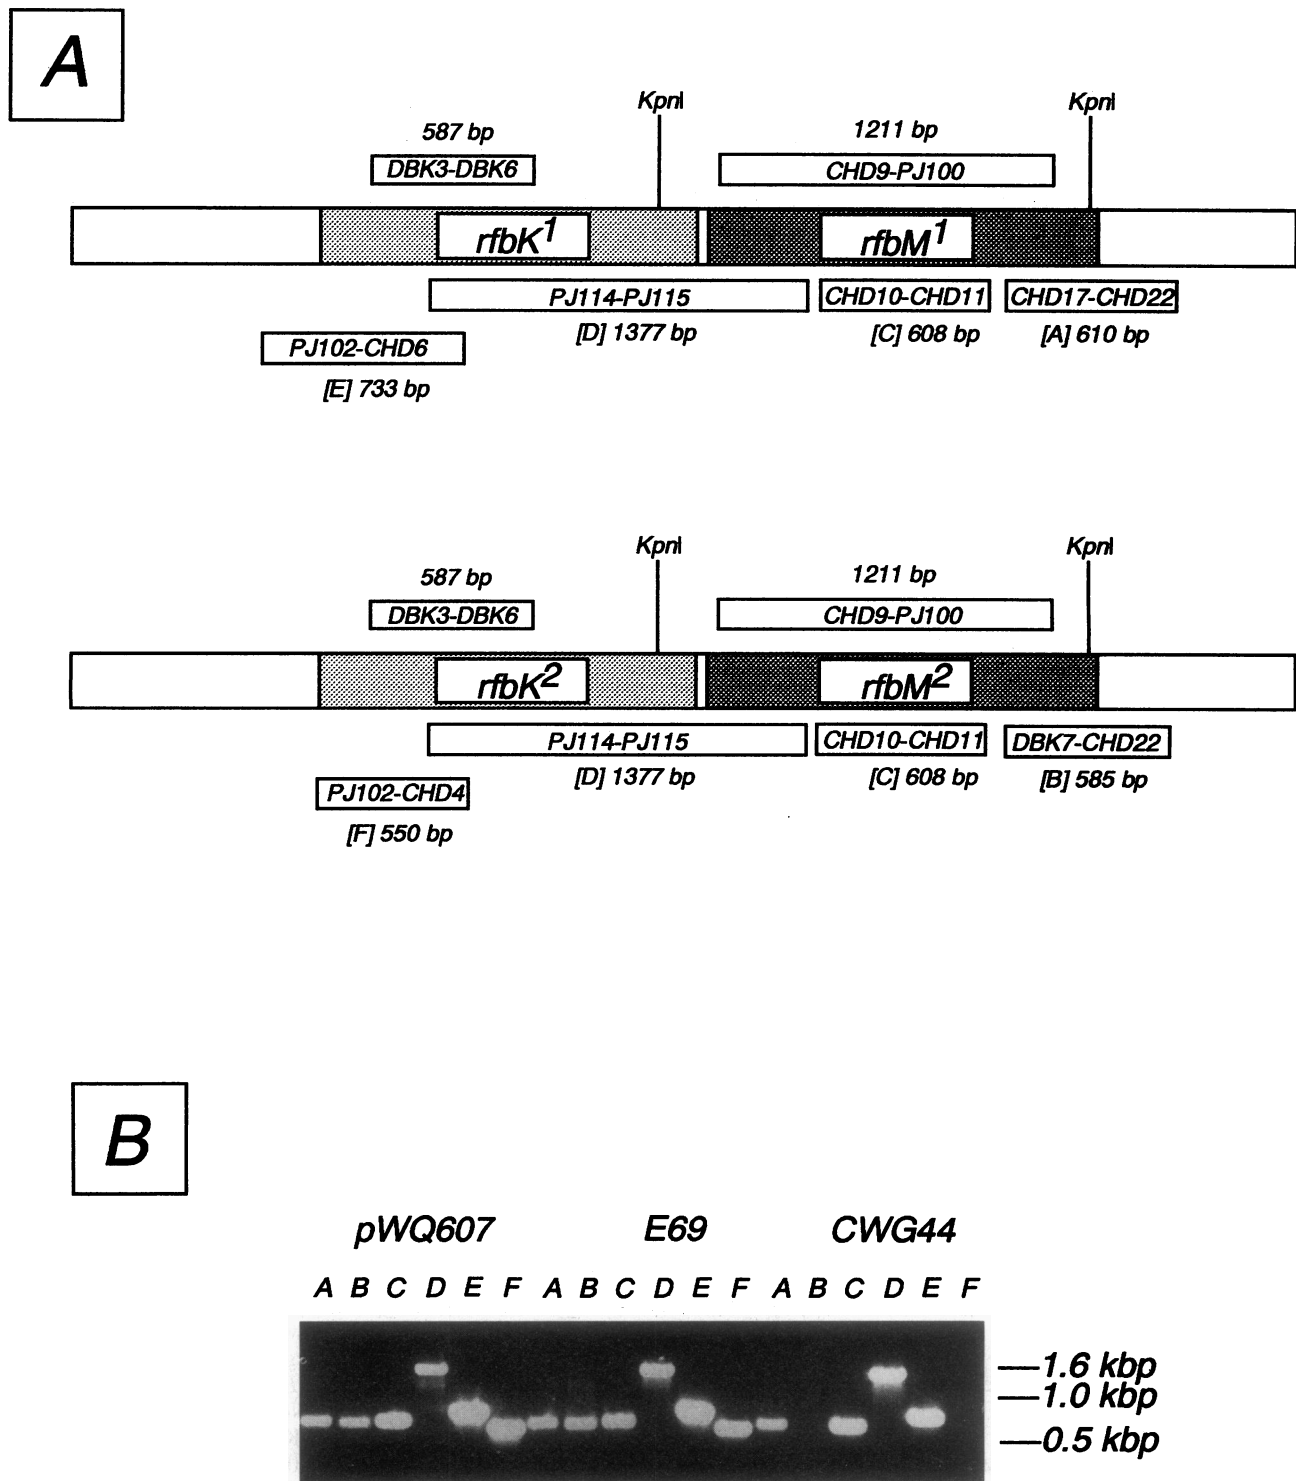 A
KpnI KpnI
587 bp 1211 bp
DBK3-DBK6 CHD9-PJ100
rfbK1 rfbM1
PJ114-PJ115 CHD10-CHD11 CHD17-CHD22
[D] 1377 bp [C] 608 bp [A] 610 bp
PJ102-CHD6
[E] 733 bp
KpnI KpnI
587 bp 1211 bp
DBK3-DBK6 CHD9-PJ100
rfbK2 rfbM2
PJ114-PJ115 CHD10-CHD11 DBK7-CHD22
[D] 1377 bp [C] 608 bp [B] 585 bp
PJ102-CHD4
[F] 550 bp
B
pWQ607 E69 CWG44
A B C D E F A B C D E F A B C D E F
1.6 kbp
1.0 kbp
0.5 kbp